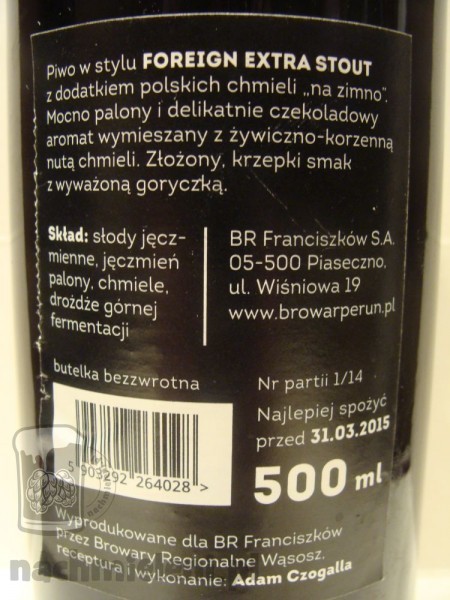 Piwo w stylu FOREIGN EXTRA STOUT
z dodatkiem polskich chmieli „na zimno”.
Mocno palony i delikatnie czekoladowy
aromat wymieszany z żywiczno-korzenną
nutą chmieli. Złożony, krzepki smak
z wyważoną goryczką.
Skład: słody jęcz-
mienne, jęczmień
palony, chmiele,
drożdże górnej
fermentacji
BR Franciszków S.A.
05-500 Piaseczno,
ul. Wiśniowa 19
www.browarperun.pl
butelka bezzwrotna
5 903292 264028 >
Nr partii 1/14
Najlepiej spożyć
przed 31.03.2015
500 ml
Wyprodukowane dla BR Franciszków
przez Browary Regionalne Wąsosz.
receptura i wykonanie: Adam Czogalla